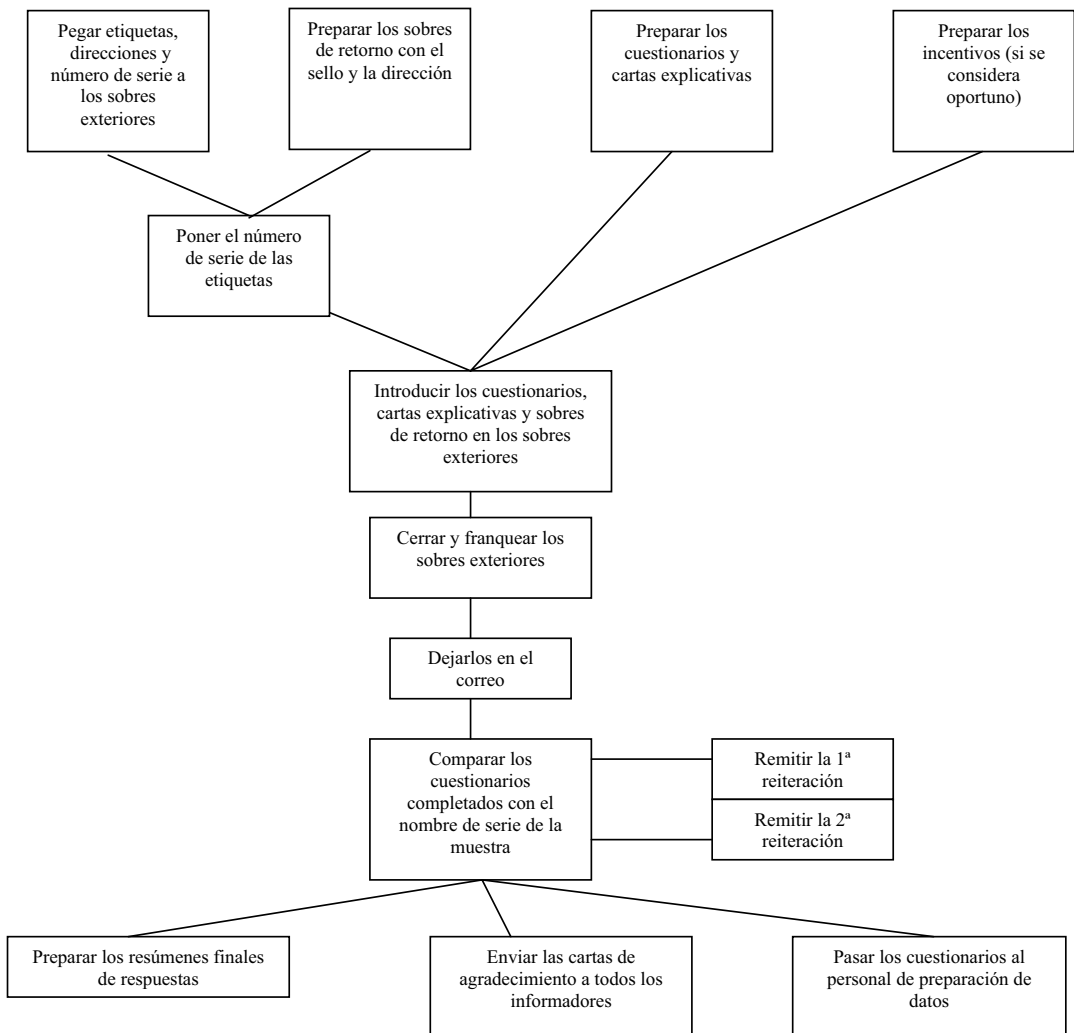 Pegar etiquetas,
direcciones y
número de serie a
los sobres
exteriores
Preparar los sobres
de retorno con el
sello y la dirección
Preparar los
cuestionarios y
cartas explicativas
Preparar los
incentivos (si se
considera
oportuno)
Poner el número
de serie de las
etiquetas
Introducir los cuestionarios,
cartas explicativas y sobres
de retorno en los sobres
exteriores
Cerrar y franquear los
sobres exteriores
Dejarlos en el
correo
Comparar los
cuestionarios
completados con el
nombre de serie de la
muestra
Remitir la 1ª
reiteración
Remitir la 2ª
reiteración
Preparar los resúmenes finales
de respuestas
Enviar las cartas de
agradecimiento a todos los
informadores
Pasar los cuestionarios al
personal de preparación de
datos